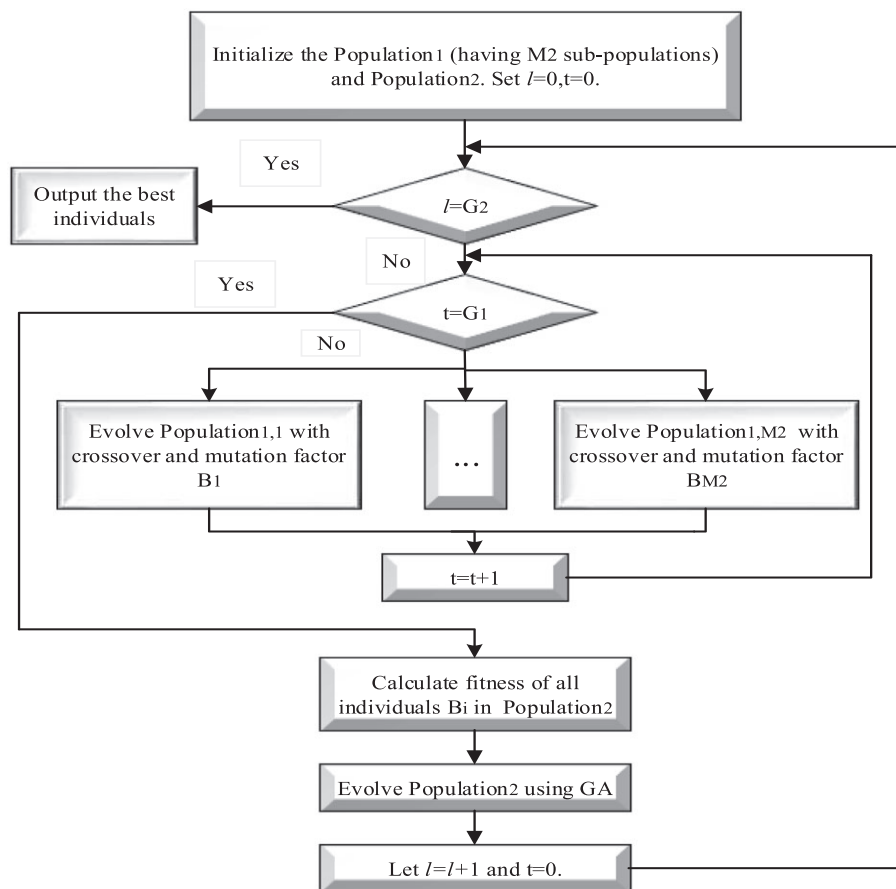 Initialize the Population1 (having M2 sub-populations)
and Population2. Set l=0,t=0.
Yes
Output the best
individuals
l=G2
No
Yes
t=G1
No
Evolve Population1,1 with
crossover and mutation factor
B1
...
Evolve Population1,M2 with
crossover and mutation factor
BM2
t=t+1
Calculate fitness of all
individuals Bi in Population2
Evolve Population2 using GA
Let l=l+1 and t=0.